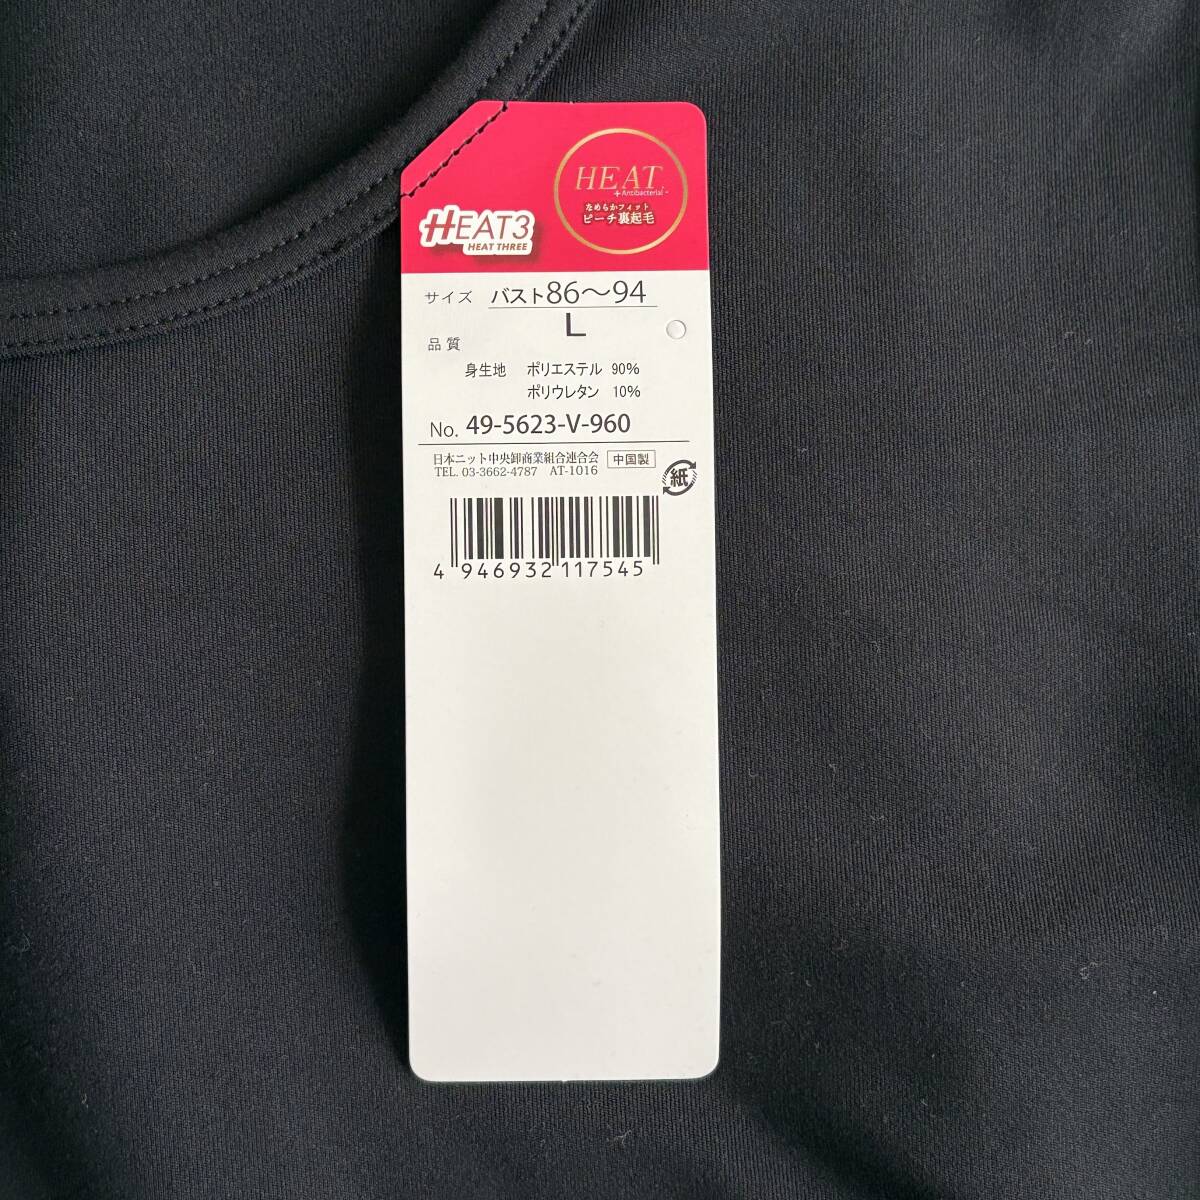 HEAT
+Antibacterial+
なめらかフィット
ピーチ裏起毛
HEAT3
HEAT THREE
サイズ バスト86～94
L
品質
身生地 ポリエステル 90%
ポリウレタン 10%
No. 49-5623-V-960
日本ニット中央卸商業組合連合会 中国製
TEL. 03-3662-4787 AT-1016
紙
4 946932 117545